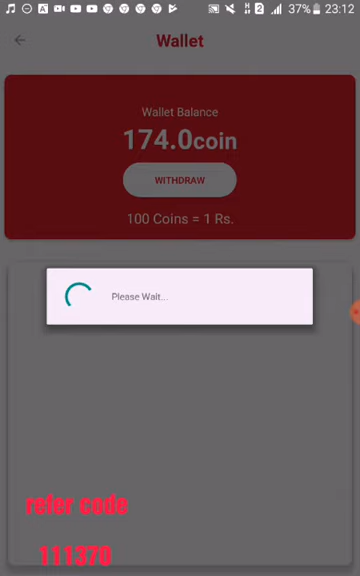 37% 23:12
Wallet
Wallet Balance
174.0coin
WITHDRAW
100 Coins = 1 Rs.
Please Wait...
refer code
111370